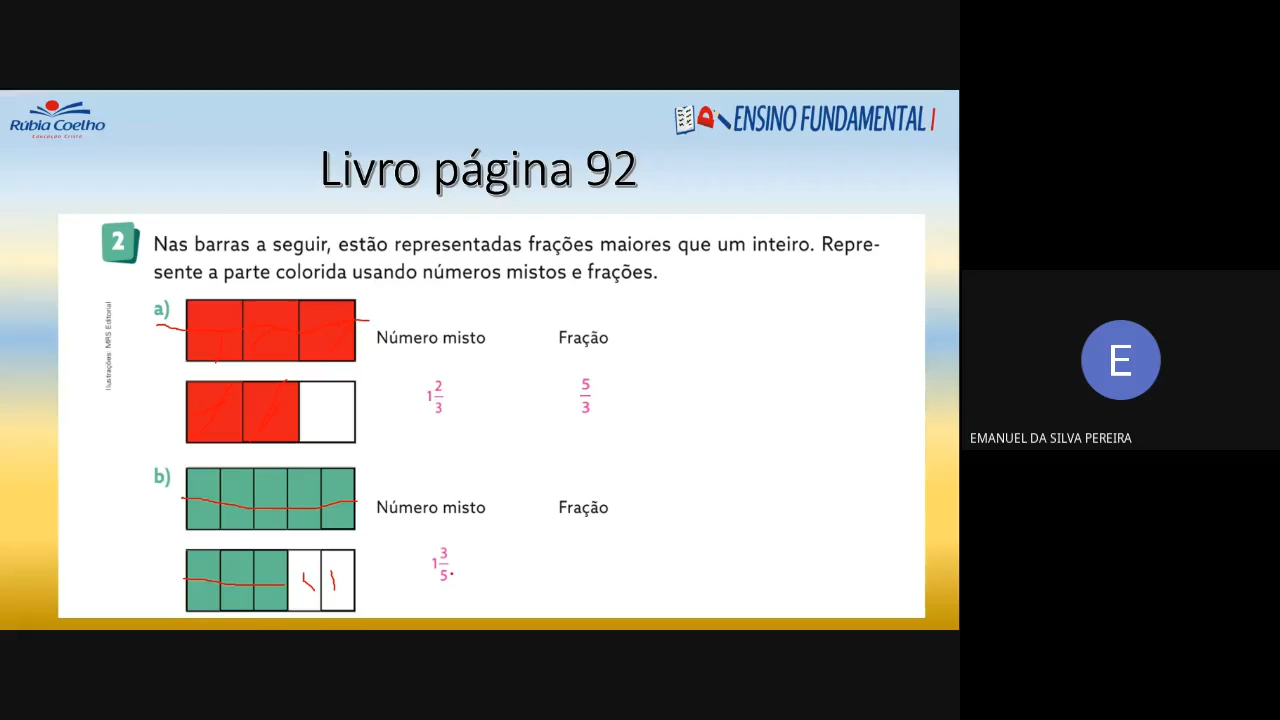 Rúbia Coelho
Educação Cristã
ENSINO FUNDAMENTAL I
Livro página 92
2
Nas barras a seguir, estão representadas frações maiores que um inteiro. Repre-
sente a parte colorida usando números mistos e frações.
Ilustrações: MRS Editorial
a)
Número misto Fração
1 2/3 5/3
b)
Número misto Fração
1 3/5
E
EMANUEL DA SILVA PEREIRA